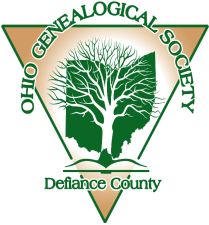 OHIO GENEALOGICAL SOCIETY
Defiance County